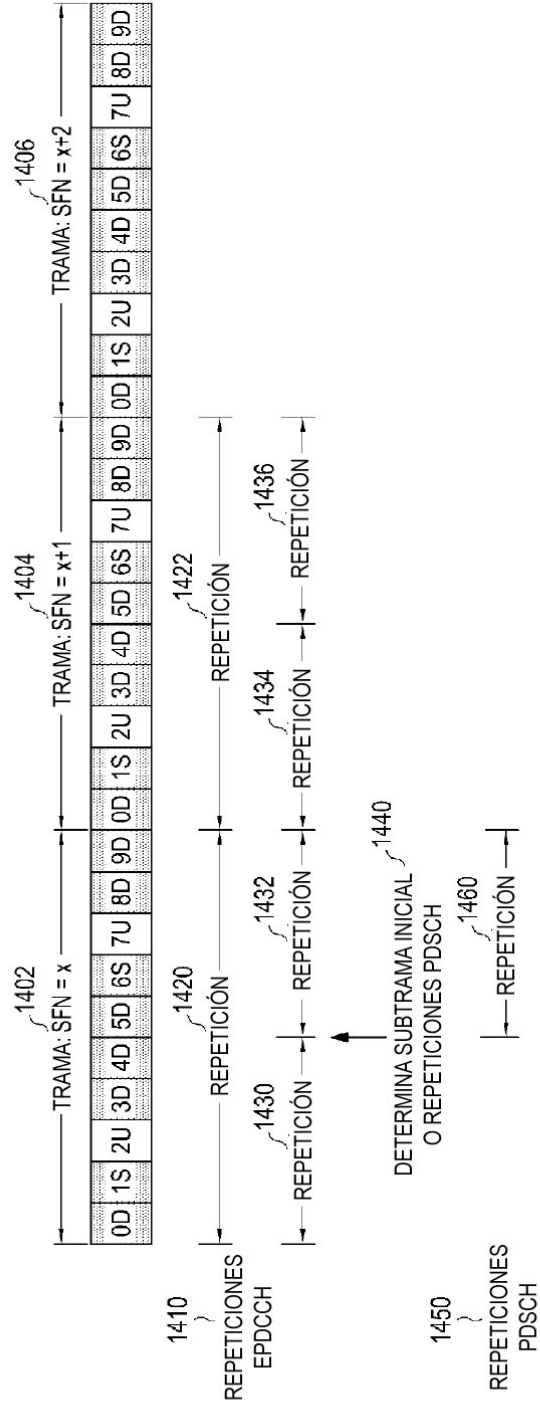 1402
TRAMA: SFN = x
1404
TRAMA: SFN = x+1
1406
TRAMA: SFN = x+2
0D 1S 2U 3D 4D 5D 6S 7U 8D 9D 0D 1S 2U 3D 4D 5D 6S 7U 8D 9D 0D 1S 2U 3D 4D 5D 6S 7U 8D 9D
1410
REPETICIONES
EPDCCH
1420
REPETICIÓN
1422
REPETICIÓN
1430
REPETICIÓN
1432
REPETICIÓN
1434
REPETICIÓN
1436
REPETICIÓN
1440
DETERMINA SUBTRAMA INICIAL
O REPETICIONES PDSCH
1450
REPETICIONES
PDSCH
1460
REPETICIÓN